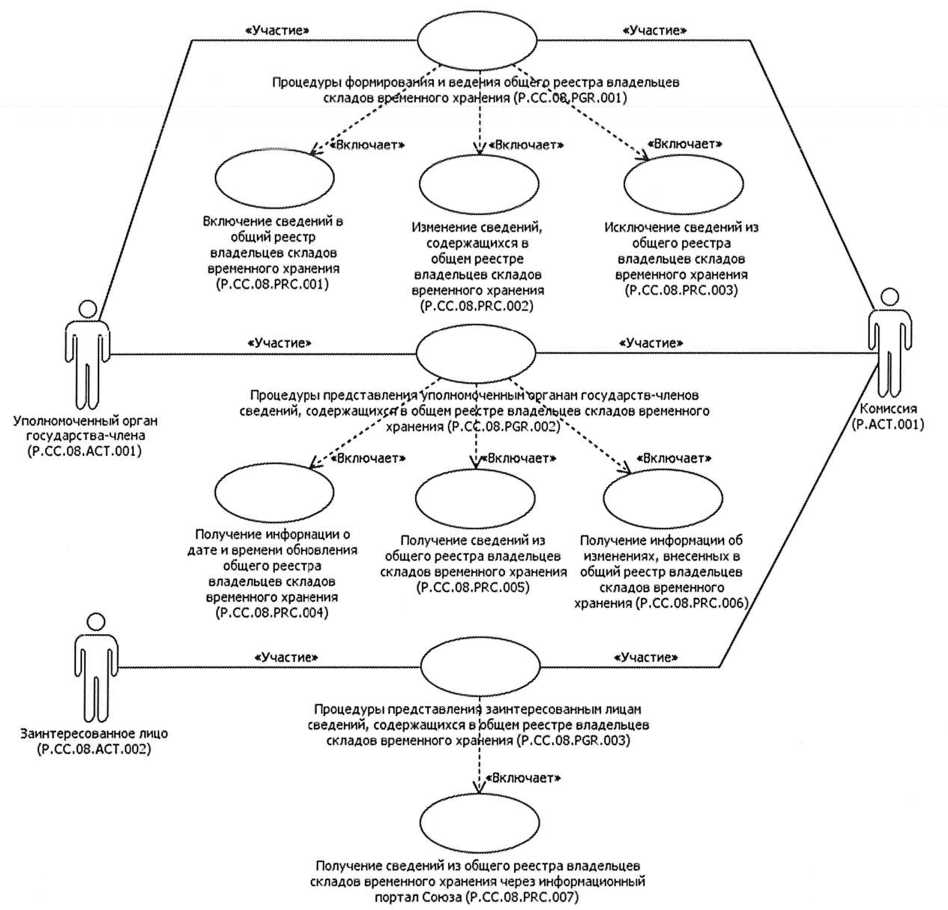 «Участие»
«Участие»
Процедуры формирования и ведения общего реестра владельцев
складов временного хранения (P.CC.08.PGR.001)
«Включает»
«Включает»
«Включает»
Включение сведений в
общий реестр
владельцев складов
временного хранения
(P.CC.08.PRC.001)
Изменение сведений,
содержащихся в
общем реестре
владельцев складов
временного хранения
(P.CC.08.PRC.002)
Исключение сведений из
общего реестра
владельцев складов
временного хранения
(P.CC.08.PRC.003)
«Участие»
«Участие»
Уполномоченный орган
государства-члена
(P.CC.08.ACT.001)
Комиссия
(P.ACT.001)
Процедуры представления уполномоченным органам государств-членов
сведений, содержащихся в общем реестре владельцев складов временного
хранения (P.CC.08.PGR.002)
«Включает»
«Включает»
«Включает»
Получение информации о
дате и времени обновления
общего реестра
владельцев складов
временного хранения
(P.CC.08.PRC.004)
Получение сведений из
общего реестра владельцев
складов временного хранения
(P.CC.08.PRC.005)
Получение информации об
изменениях, внесенных в
общий реестр владельцев
складов временного
хранения (P.CC.08.PRC.006)
«Участие»
«Участие»
Заинтересованное лицо
(P.CC.08.ACT.002)
Процедуры представления заинтересованным лицам
сведений, содержащихся в общем реестре владельцев
складов временного хранения (P.CC.08.PGR.003)
«Включает»
Получение сведений из общего реестра владельцев
складов временного хранения через информационный
портал Союза (P.CC.08.PRC.007)